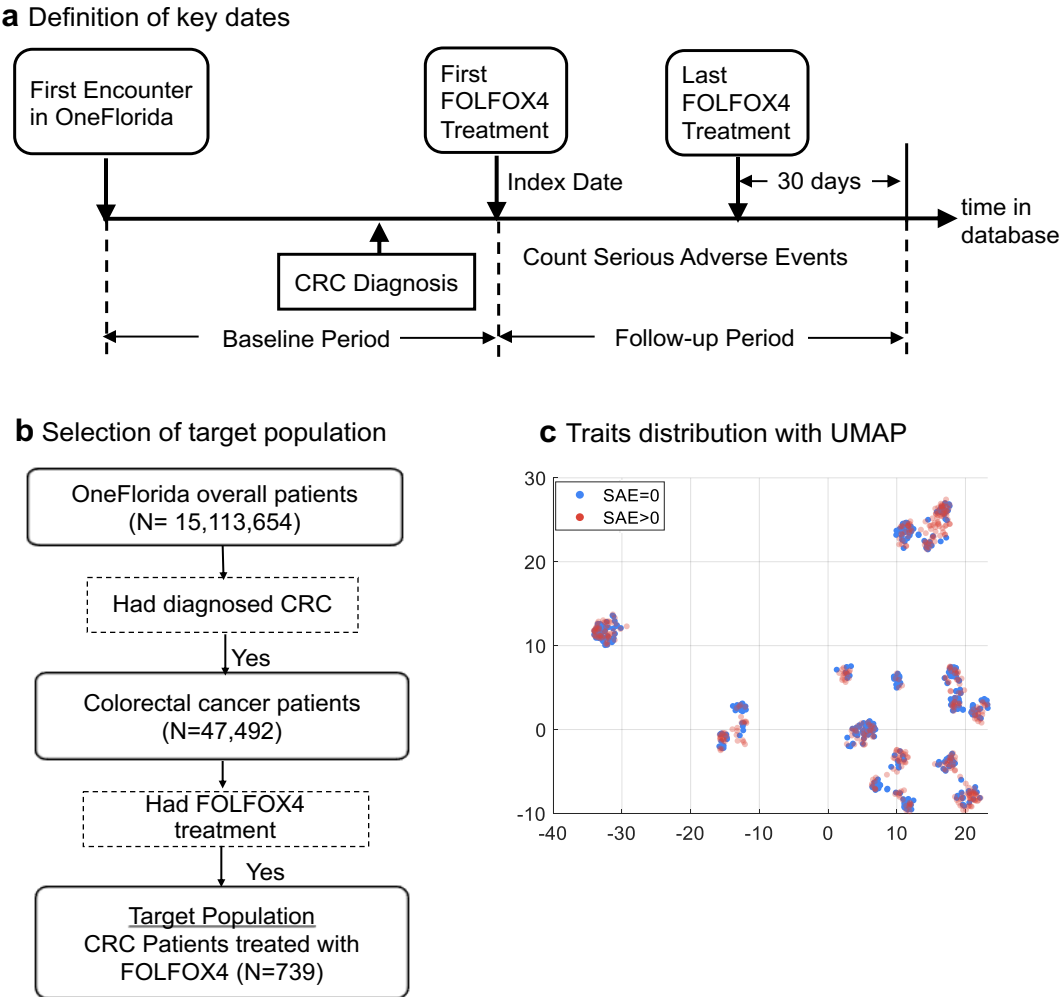 a Definition of key dates
First Encounter
in OneFlorida
First
FOLFOX4
Treatment
Last
FOLFOX4
Treatment
Index Date
30 days
time in
database
CRC Diagnosis
Count Serious Adverse Events
Baseline Period
Follow-up Period
b Selection of target population
OneFlorida overall patients
(N= 15,113,654)
Had diagnosed CRC
Yes
Colorectal cancer patients
(N=47,492)
Had FOLFOX4
treatment
Yes
Target Population
CRC Patients treated with
FOLFOX4 (N=739)
c Traits distribution with UMAP
SAE=0
SAE>0
30
20
10
0
-10
-40
-30
-20
-10
0
10
20